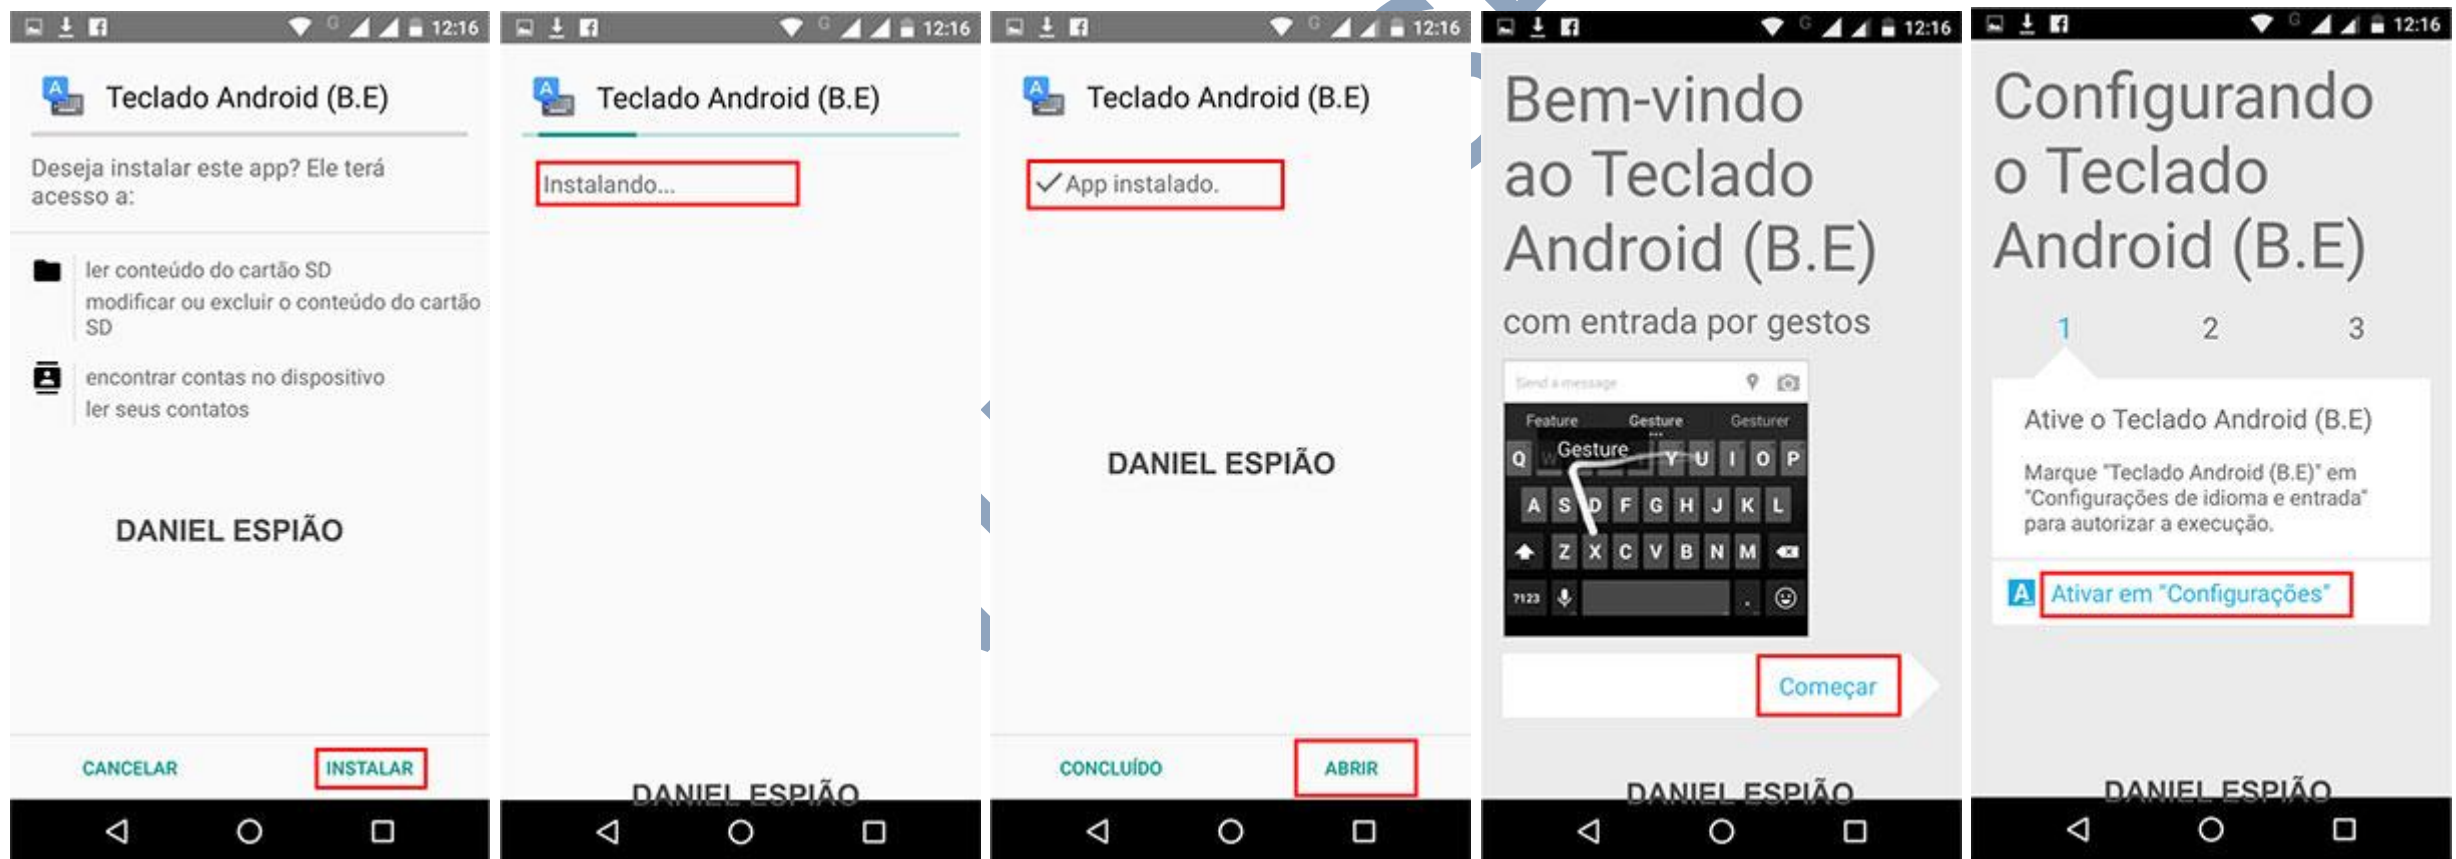 12:16
Teclado Android (B.E)
Deseja instalar este app? Ele terá
acesso a:
ler conteúdo do cartão SD
modificar ou excluir o conteúdo do cartão
SD
encontrar contas no dispositivo
ler seus contatos
DANIEL ESPIÃO
CANCELAR
INSTALAR
G
12:16
Teclado Android (B.E)
Instalando...
DANIEL ESPIÃO
G
12:16
Teclado Android (B.E)
App instalado.
DANIEL ESPIÃO
CONCLUÍDO
ABRIR
G
12:16
Bem-vindo
ao Teclado
Android (B.E)
com entrada por gestos
Send a message
Feature Gesture Gesturer
Gesture
Q W Y U I O P
A S D F G H J K L
Z X C V B N M
?123 .
Começar
DANIEL ESPIÃO
G
12:16
Configurando
o Teclado
Android (B.E)
1 2 3
Ative o Teclado Android (B.E)
Marque "Teclado Android (B.E)" em
"Configurações de idioma e entrada"
para autorizar a execução.
A Ativar em "Configurações"
DANIEL ESPIÃO